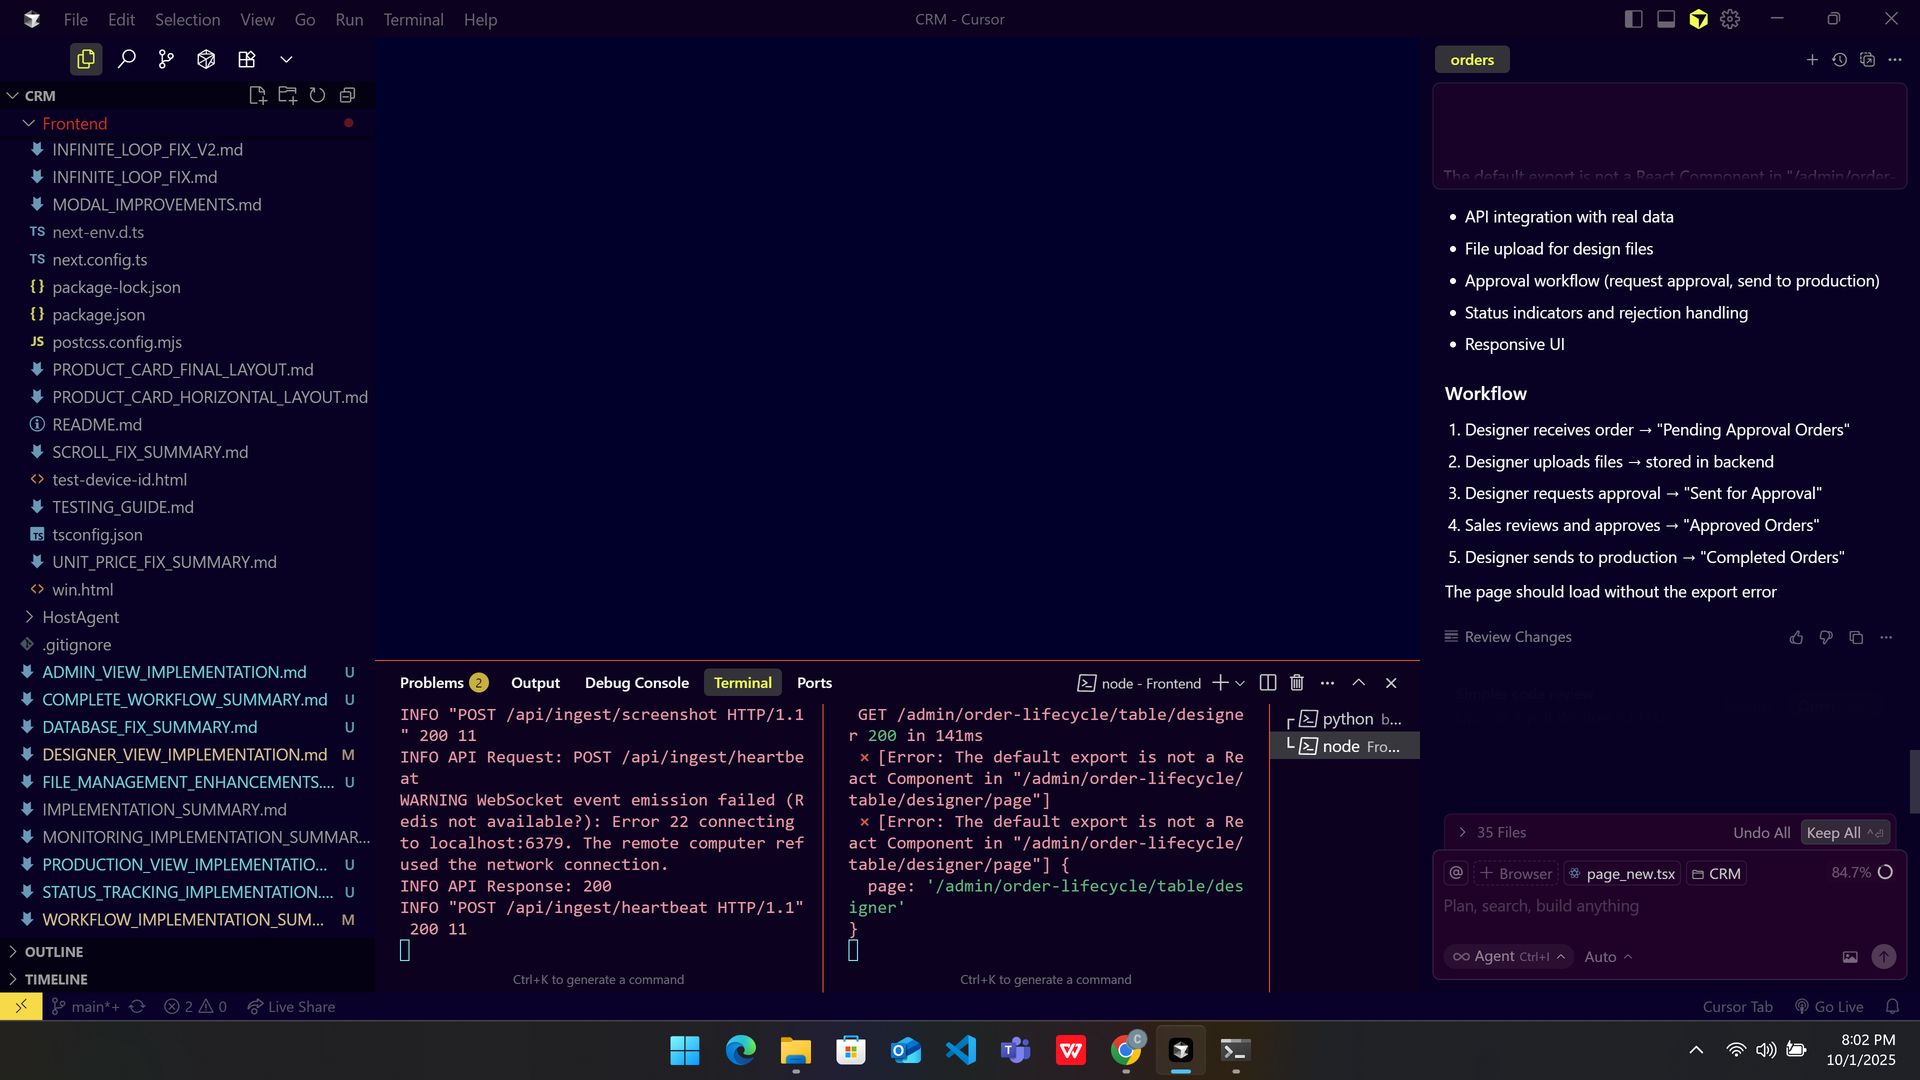 File Edit Selection View Go Run Terminal Help
CRM - Cursor
CRM
Frontend
INFINITE_LOOP_FIX_V2.md
INFINITE_LOOP_FIX.md
MODAL_IMPROVEMENTS.md
TS next-env.d.ts
TS next.config.ts
{} package-lock.json
{} package.json
JS postcss.config.mjs
PRODUCT_CARD_FINAL_LAYOUT.md
PRODUCT_CARD_HORIZONTAL_LAYOUT.md
README.md
SCROLL_FIX_SUMMARY.md
<> test-device-id.html
TESTING_GUIDE.md
TS tsconfig.json
UNIT_PRICE_FIX_SUMMARY.md
<> win.html
HostAgent
.gitignore
ADMIN_VIEW_IMPLEMENTATION.md U
COMPLETE_WORKFLOW_SUMMARY.md U
DATABASE_FIX_SUMMARY.md U
DESIGNER_VIEW_IMPLEMENTATION.md M
FILE_MANAGEMENT_ENHANCEMENTS.... U
IMPLEMENTATION_SUMMARY.md
MONITORING_IMPLEMENTATION_SUMMAR...
PRODUCTION_VIEW_IMPLEMENTATIO... U
STATUS_TRACKING_IMPLEMENTATION.... U
WORKFLOW_IMPLEMENTATION_SUM... M
OUTLINE
TIMELINE
Problems 2 Output Debug Console Terminal Ports
node - Frontend
INFO "POST /api/ingest/screenshot HTTP/1.1
" 200 11
INFO API Request: POST /api/ingest/heartbe
at
WARNING WebSocket event emission failed (R
edis not available?): Error 22 connecting
to localhost:6379. The remote computer ref
used the network connection.
INFO API Response: 200
INFO "POST /api/ingest/heartbeat HTTP/1.1"
200 11
Ctrl+K to generate a command
GET /admin/order-lifecycle/table/designe
r 200 in 141ms
× [Error: The default export is not a Re
act Component in "/admin/order-lifecycle/
table/designer/page"]
× [Error: The default export is not a Re
act Component in "/admin/order-lifecycle/
table/designer/page"] {
page: '/admin/order-lifecycle/table/des
igner'
}
Ctrl+K to generate a command
python b...
node Fro...
orders
The default export is not a React Component in "/admin/order-
• API integration with real data
• File upload for design files
• Approval workflow (request approval, send to production)
• Status indicators and rejection handling
• Responsive UI
Workflow
1. Designer receives order → "Pending Approval Orders"
2. Designer uploads files → stored in backend
3. Designer requests approval → "Sent for Approval"
4. Sales reviews and approves → "Approved Orders"
5. Designer sends to production → "Completed Orders"
The page should load without the export error
Review Changes
35 Files Undo All Keep All
@ + Browser page_new.tsx CRM 84.7%
Plan, search, build anything
∞ Agent Ctrl+I Auto
main*+ 2 0 Live Share
Cursor Tab Go Live
8:02 PM
10/1/2025